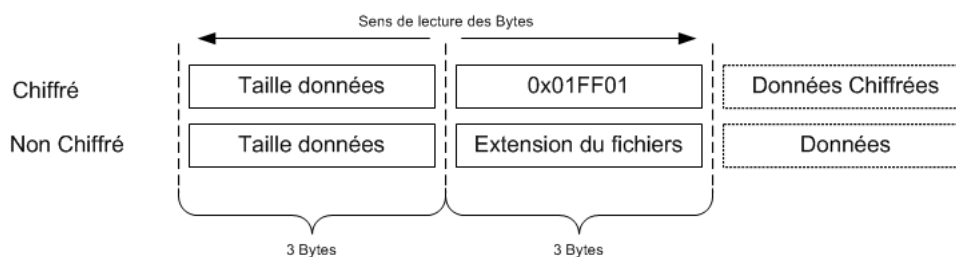 Sens de lecture des Bytes
Chiffré Taille données 0x01FF01 Données Chiffrées
Non Chiffré Taille données Extension du fichiers Données
3 Bytes 3 Bytes